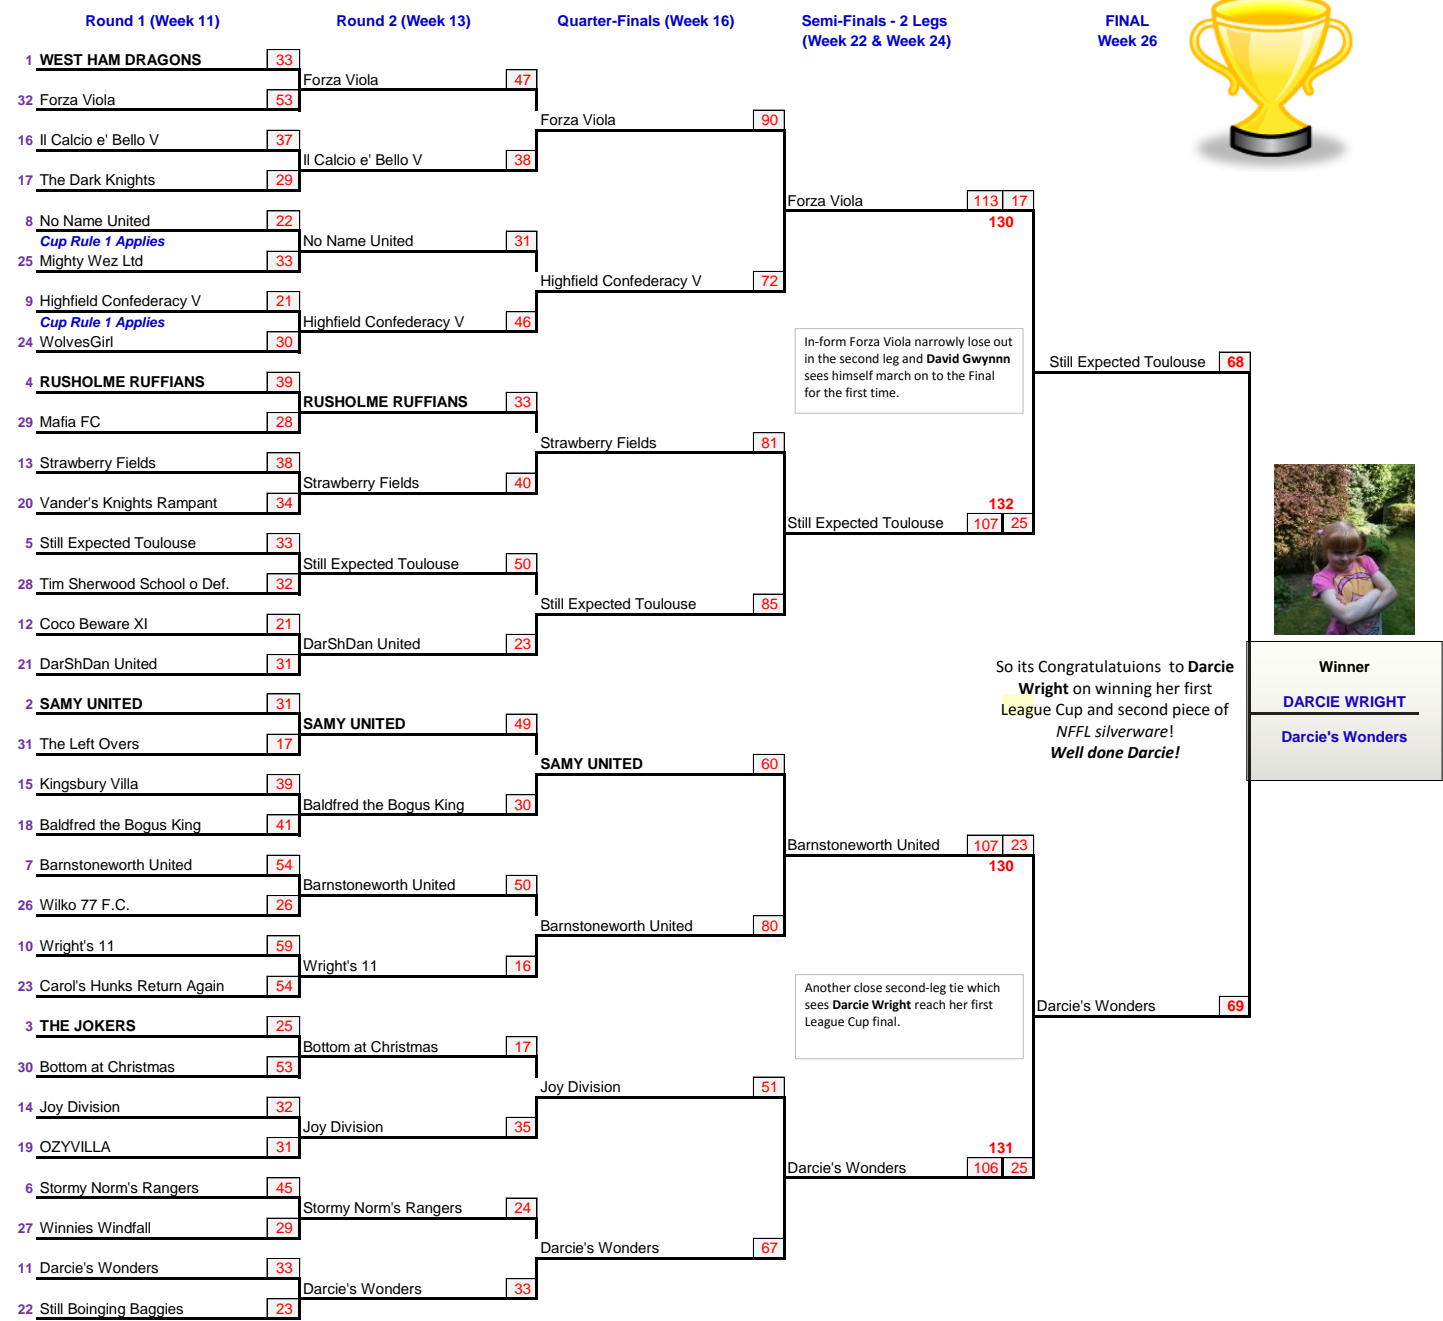 Round 1 (Week 11)
Round 2 (Week 13)
Quarter-Finals (Week 16)
Semi-Finals - 2 Legs
(Week 22 & Week 24)
FINAL
Week 26
1 WEST HAM DRAGONS 33
32 Forza Viola 53
16 Il Calcio e' Bello V 37
17 The Dark Knights 29
8 No Name United 22
Cup Rule 1 Applies
25 Mighty Wez Ltd 33
9 Highfield Confederacy V 21
Cup Rule 1 Applies
24 WolvesGirl 30
4 RUSHOLME RUFFIANS 39
29 Mafia FC 28
13 Strawberry Fields 38
20 Vander's Knights Rampant 34
5 Still Expected Toulouse 33
28 Tim Sherwood School o Def. 32
12 Coco Beware XI 21
21 DarShDan United 31
2 SAMY UNITED 31
31 The Left Overs 17
15 Kingsbury Villa 39
18 Baldfred the Bogus King 41
7 Barnstoneworth United 54
26 Wilko 77 F.C. 26
10 Wright's 11 59
23 Carol's Hunks Return Again 54
3 THE JOKERS 25
30 Bottom at Christmas 53
14 Joy Division 32
19 OZYVILLA 31
6 Stormy Norm's Rangers 45
27 Winnies Windfall 29
11 Darcie's Wonders 33
22 Still Boinging Baggies 23
Forza Viola 47
Il Calcio e' Bello V 38
No Name United 31
Highfield Confederacy V 46
RUSHOLME RUFFIANS 33
Strawberry Fields 40
Still Expected Toulouse 50
DarShDan United 23
SAMY UNITED 49
Baldfred the Bogus King 30
Barnstoneworth United 50
Wright's 11 16
Bottom at Christmas 17
Joy Division 35
Stormy Norm's Rangers 24
Darcie's Wonders 33
Forza Viola 90
Highfield Confederacy V 72
Strawberry Fields 81
Still Expected Toulouse 85
SAMY UNITED 60
Barnstoneworth United 80
Joy Division 51
Darcie's Wonders 67
Forza Viola 113 17
130
In-form Forza Viola narrowly lose out
in the second leg and David Gwynnn
sees himself march on to the Final
for the first time.
132
Still Expected Toulouse 107 25
Barnstoneworth United 107 23
130
Another close second-leg tie which
sees Darcie Wright reach her first
League Cup final.
131
Darcie's Wonders 106 25
Still Expected Toulouse 68
Darcie's Wonders 69
So its Congratulatuions to Darcie
Wright on winning her first
League Cup and second piece of
NFFL silverware!
Well done Darcie!
Winner
DARCIE WRIGHT
Darcie's Wonders